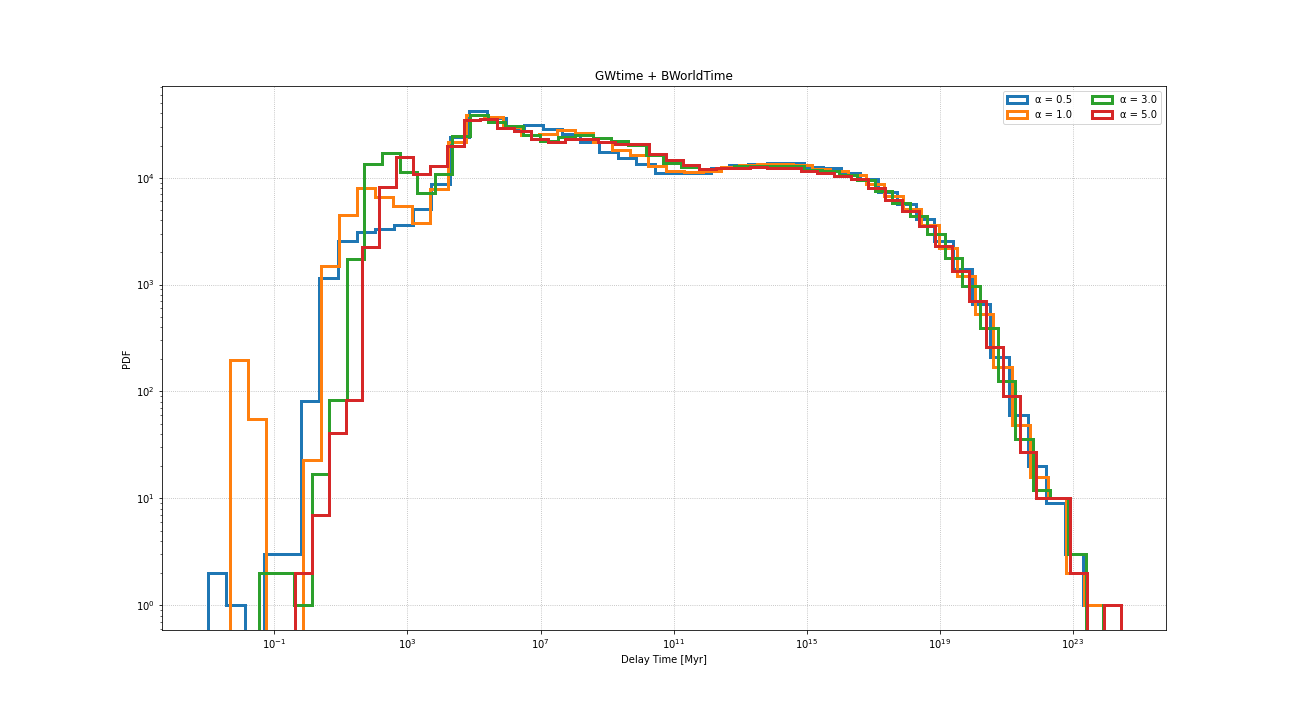 GWtime + BWorldTime
α = 0.5
α = 1.0
α = 3.0
α = 5.0
PDF
10⁴
10³
10²
10¹
10⁰
10⁻¹
10³
10⁷
10¹¹
10¹⁵
10¹⁹
10²³
Delay Time [Myr]